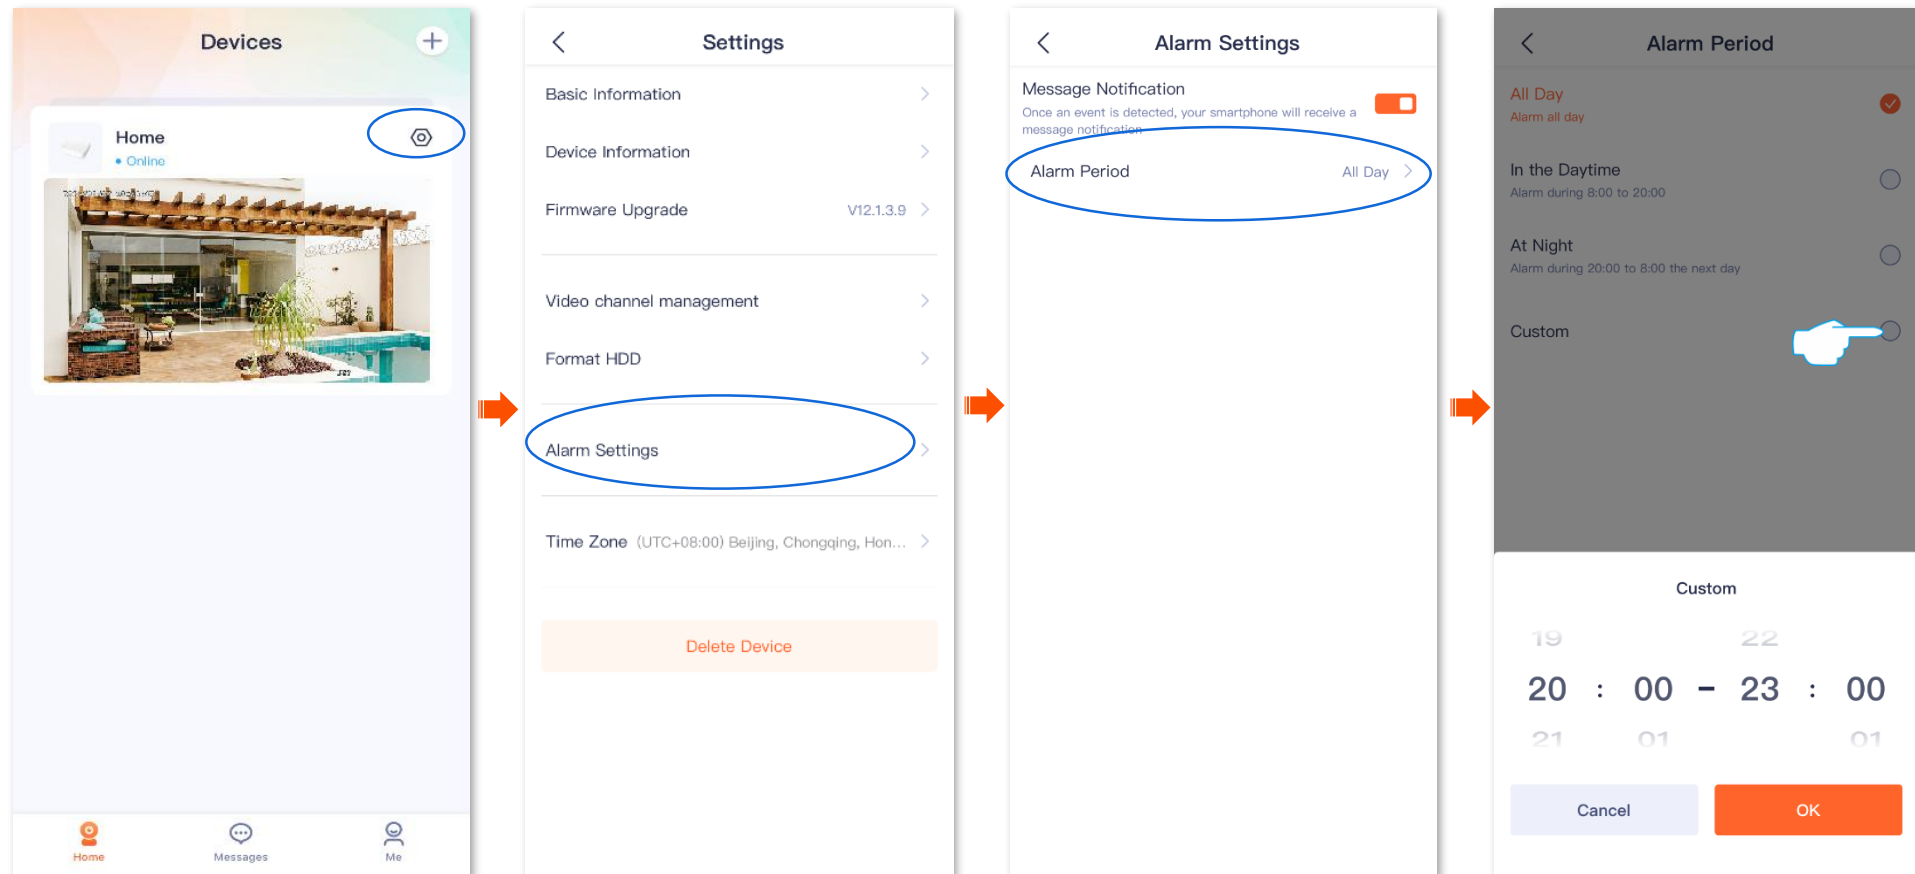 Devices
Home
Online
Home
Messages
Me
Settings
Basic Information
Device Information
Firmware Upgrade V12.1.3.9
Video channel management
Format HDD
Alarm Settings
Time Zone (UTC+08:00) Beijing, Chongqing, Hon...
Delete Device
Alarm Settings
Message Notification
Once an event is detected, your smartphone will receive a
message notification
Alarm Period All Day
Alarm Period
All Day
Alarm all day
In the Daytime
Alarm during 8:00 to 20:00
At Night
Alarm during 20:00 to 8:00 the next day
Custom
Custom
19 22
20 : 00 - 23 : 00
21 01 01
Cancel OK